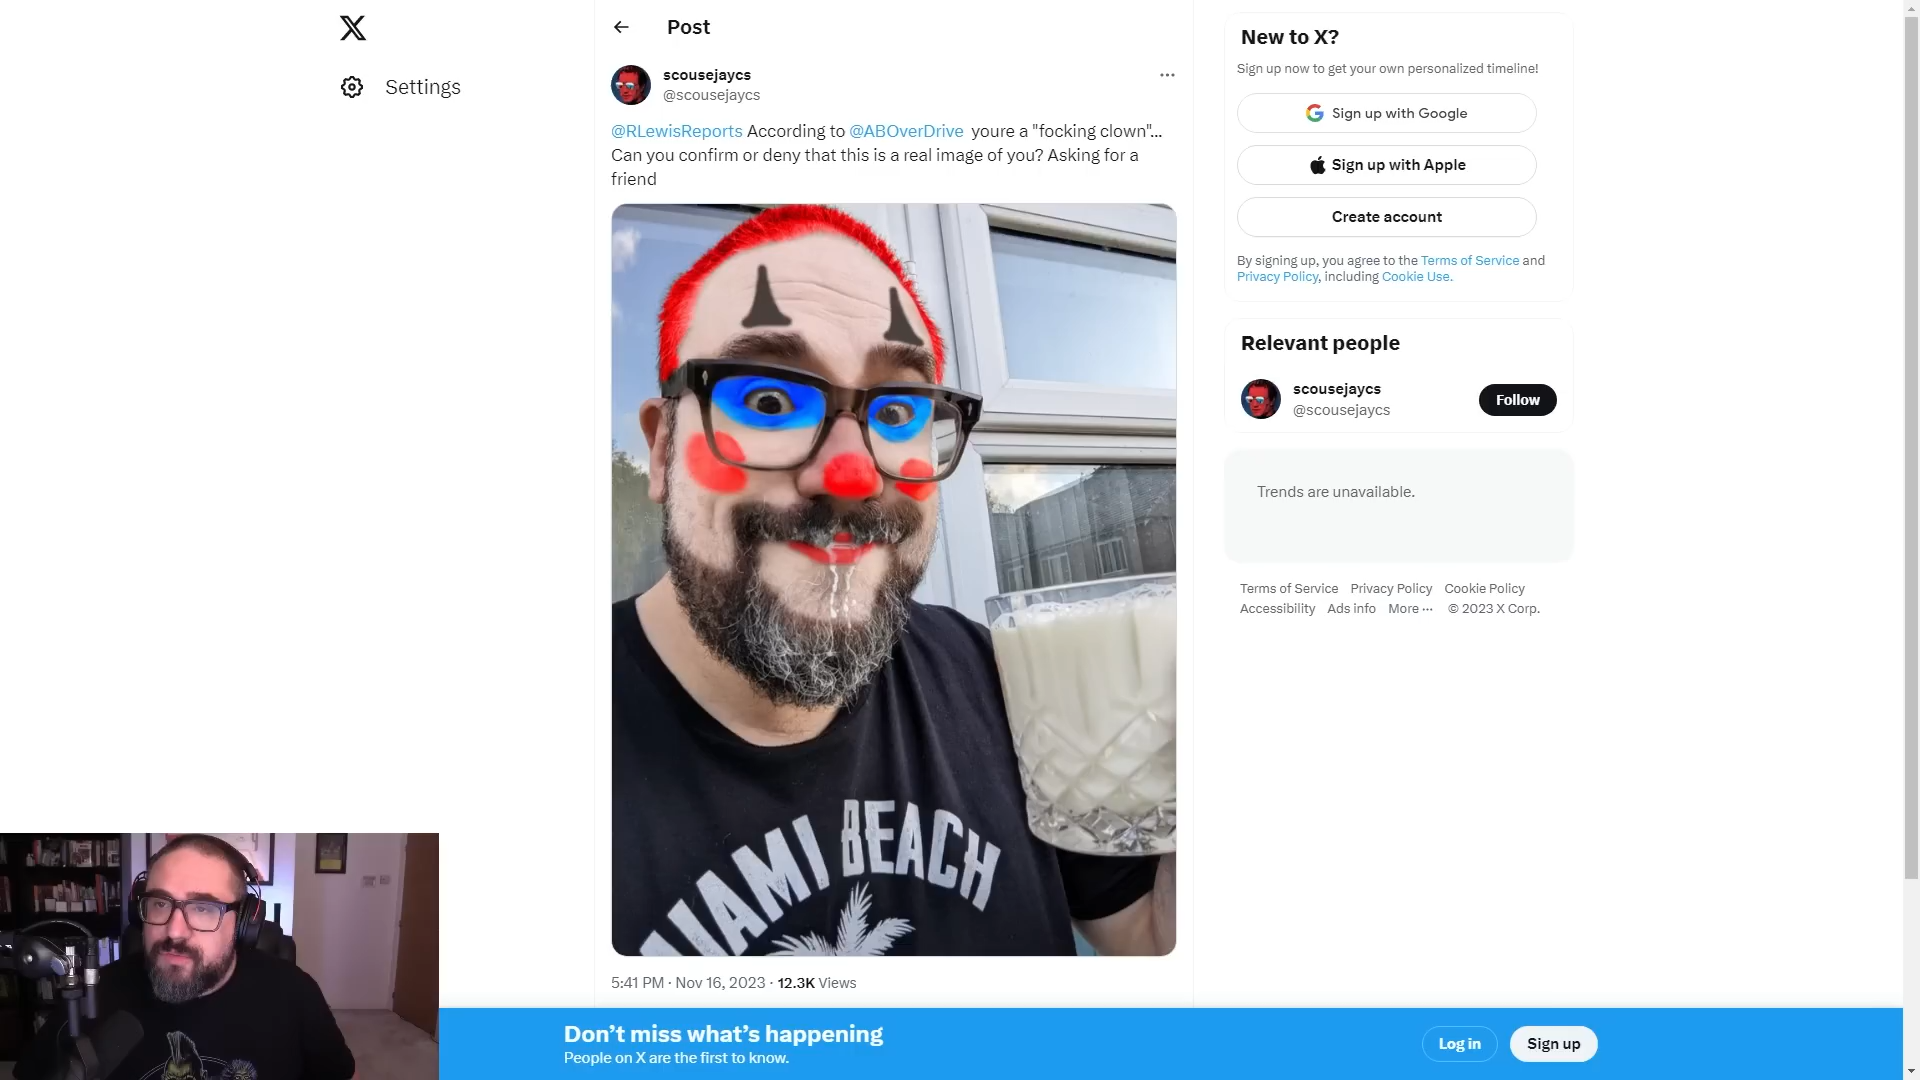 Settings
Post
scousejaycs
@scousejaycs
@RLewisReports According to @ABOverDrive youre a "focking clown"...
Can you confirm or deny that this is a real image of you? Asking for a
friend
MIAMI BEACH
5:41 PM · Nov 16, 2023 · 12.3K Views
New to X?
Sign up now to get your own personalized timeline!
Sign up with Google
Sign up with Apple
Create account
By signing up, you agree to the Terms of Service and
Privacy Policy, including Cookie Use.
Relevant people
scousejaycs
@scousejaycs
Follow
Trends are unavailable.
Terms of Service Privacy Policy Cookie Policy
Accessibility Ads info More ··· © 2023 X Corp.
Don’t miss what’s happening
People on X are the first to know.
Log in
Sign up